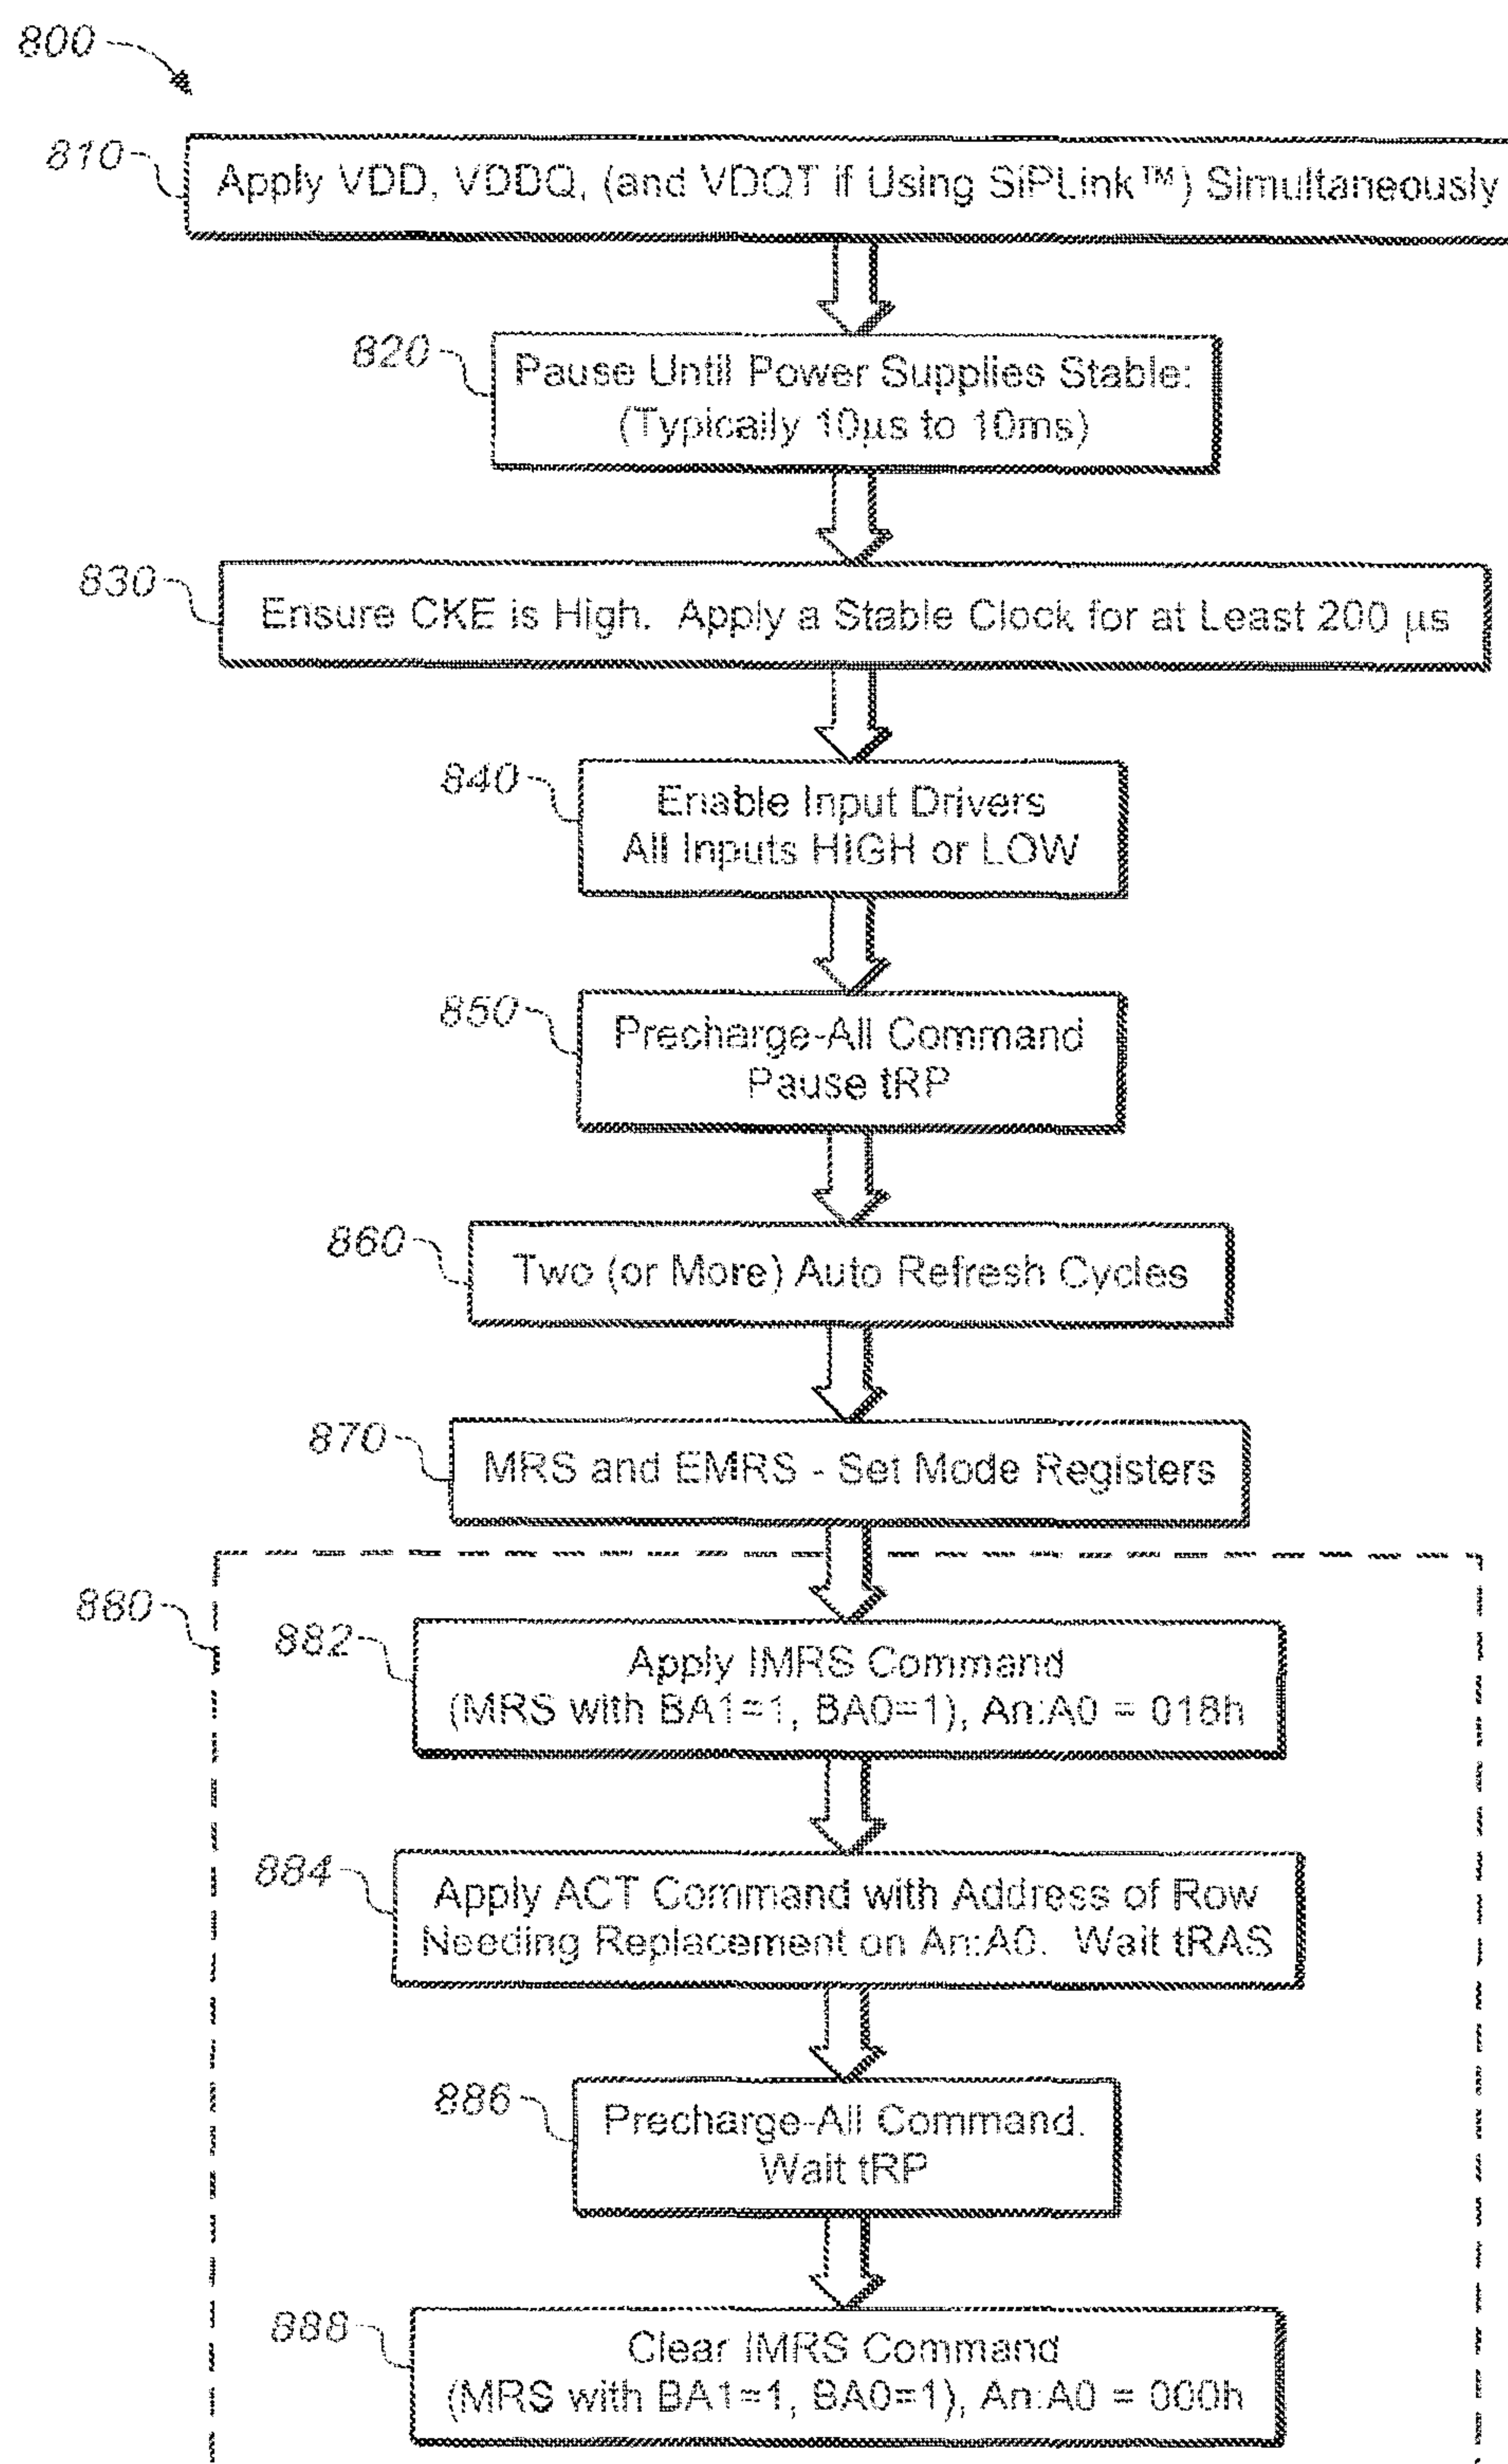 800
810
Apply VDD, VDDQ, (and VDQT if Using SiPLink™) Simultaneously
820
Pause Until Power Supplies Stable:
(Typically 10µs to 10ms)
830
Ensure CKE is High. Apply a Stable Clock for at Least 200 µs
840
Enable Input Drivers
All Inputs HIGH or LOW
850
Precharge-All Command
Pause tRP
860
Two (or More) Auto Refresh Cycles
870
MRS and EMRS - Set Mode Registers
880
882
Apply IMRS Command
(MRS with BA1=1, BA0=1), An:A0 = 018h
884
Apply ACT Command with Address of Row
Needing Replacement on An:A0. Wait tRAS
886
Precharge-All Command.
Wait tRP
888
Clear IMRS Command
(MRS with BA1=1, BA0=1), An:A0 = 000h